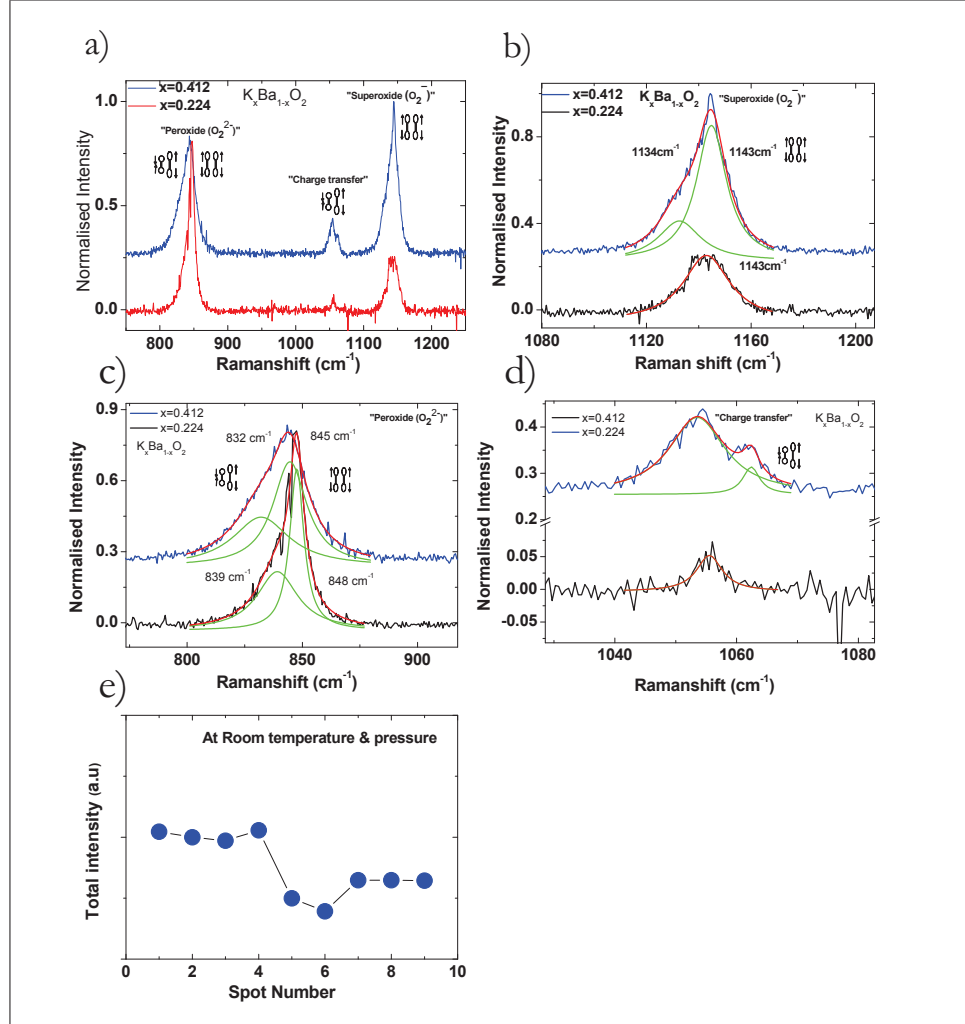 a)
x=0.412
x=0.224
KxBa1-xO2
"Superoxide (O2-)"
"Peroxide (O22-)"
"Charge transfer"
Normalised Intensity
1.0
0.5
0.0
800 900 1000 1100 1200
Ramanshift (cm-1)
b)
x=0.412 KxBa1-xO2
x=0.224
"Superoxide (O2-)"
1134cm-1
1143cm-1
1143cm-1
Normalised Intensity
0.8
0.4
0.0
1080 1120 1160 1200
Raman shift (cm-1)
c)
x=0.412
x=0.224
KxBa1-xO
"Peroxide (O22-)"
832 cm-1
845 cm-1
839 cm-1
848 cm-1
Normalised Intensity
0.9
0.6
0.3
0.0
800 850 900
Ramanshift (cm-1)
d)
x=0.412
x=0.224
"Charge transfer"
KxBa1-xO2
Normalised Intensity
0.4
0.3
0.2
0.05
0.00
-0.05
1040 1060 1080
Ramanshift (cm-1)
e)
At Room temperature & pressure
Total intensity (a.u)
0 2 4 6 8 10
Spot Number